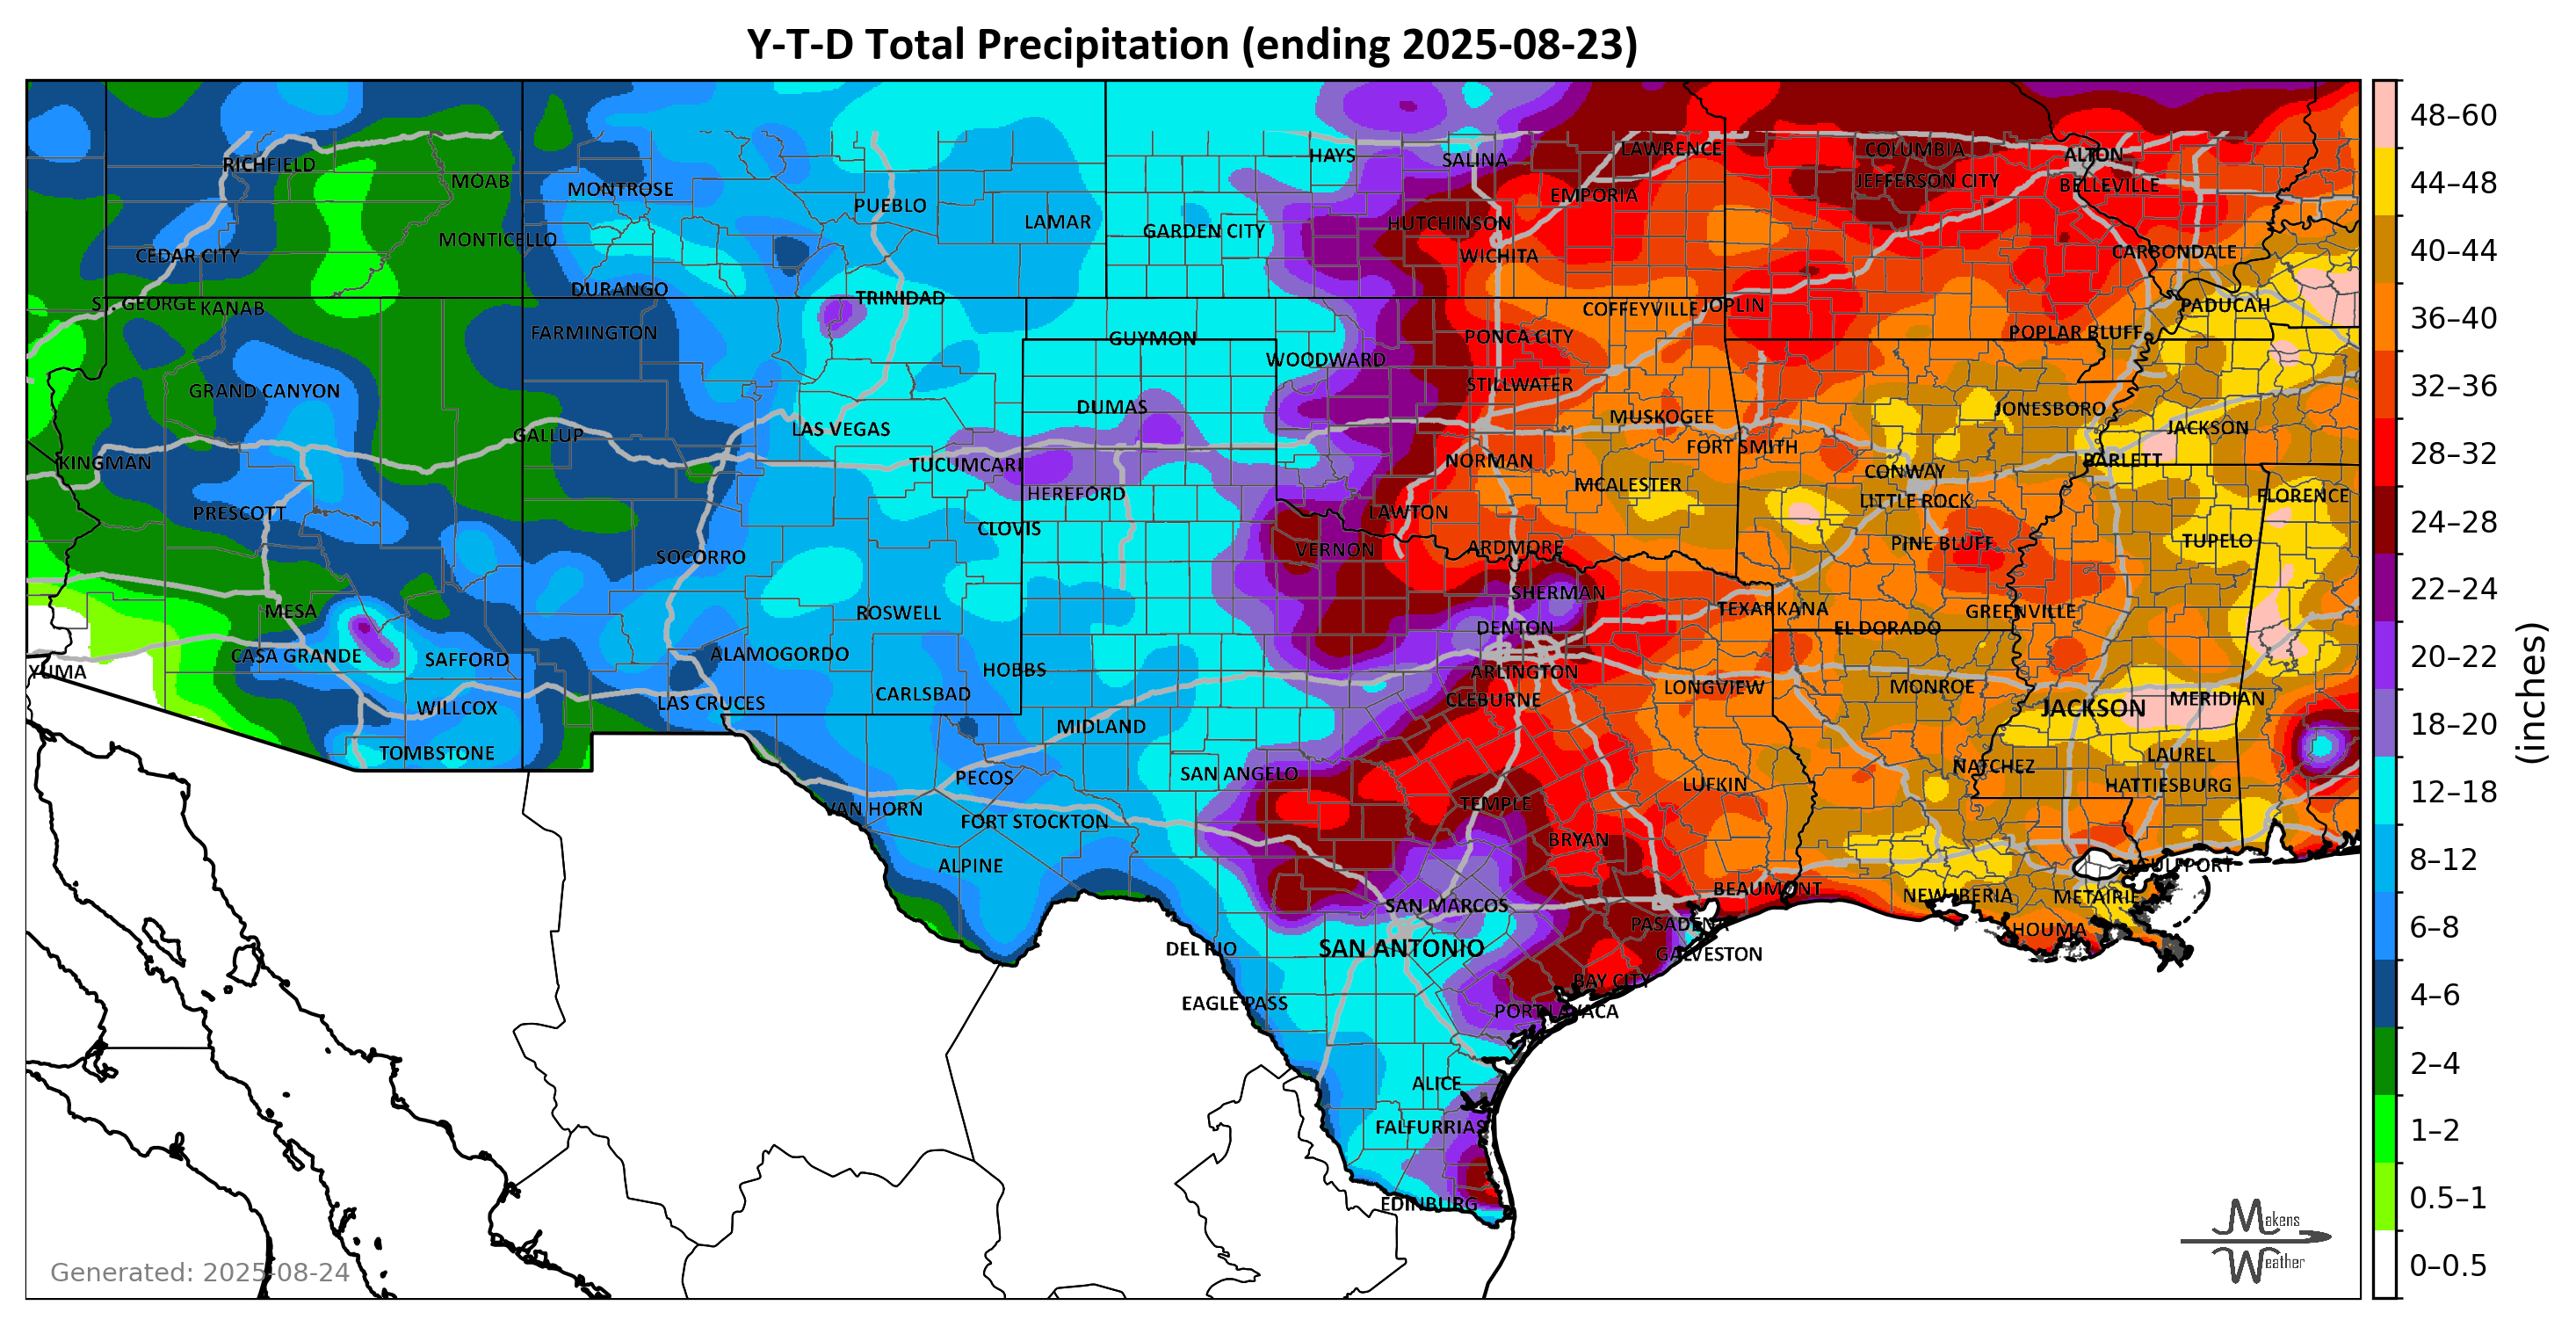 Y-T-D Total Precipitation (ending 2025-08-23)
HAYS
SALINA
LAWRENCE
COLUMBIA
ALTON
RICHFIELD
MOAB
MONTROSE
PUEBLO
EMPORIA
JEFFERSON CITY
BELLEVILLE
LAMAR
GARDEN CITY
HUTCHINSON
CEDAR CITY
MONTICELLO
WICHITA
CARBONDALE
DURANGO
TRINIDAD
ST. GEORGE
KANAB
COFFEYVILLE
JOPLIN
PADUCAH
FARMINGTON
GUYMON
PONCA CITY
POPLAR BLUFF
WOODWARD
GRAND CANYON
STILLWATER
DUMAS
MUSKOGEE
JONESBORO
LAS VEGAS
GALLUP
JACKSON
KINGMAN
TUCUMCARI
NORMAN
FORT SMITH
CONWAY
BARLETT
HEREFORD
MCALESTER
LITTLE ROCK
FLORENCE
PRESCOTT
CLOVIS
LAWTON
SOCORRO
VERNON
ARDMORE
PINE BLUFF
TUPELO
MESA
ROSWELL
SHERMAN
TEXARKANA
GREENVILLE
DENTON
EL DORADO
CASA GRANDE
SAFFORD
ALAMOGORDO
HOBBS
ARLINGTON
YUMA
CARLSBAD
CLEBURNE
LONGVIEW
MONROE
MERIDIAN
WILLCOX
LAS CRUCES
JACKSON
MIDLAND
TOMBSTONE
PECOS
SAN ANGELO
LUFKIN
NATCHEZ
LAUREL
HATTIESBURG
VAN HORN
FORT STOCKTON
TEMPLE
ALPINE
BRYAN
GULFPORT
SAN MARCOS
BEAUMONT
NEW IBERIA
METAIRIE
DEL RIO
SAN ANTONIO
PASADENA
HOUMA
GALVESTON
EAGLE PASS
BAY CITY
PORT LAVACA
ALICE
FALFURRIAS
EDINBURG
Generated: 2025-08-24
Makens
Weather
48–60
44–48
40–44
36–40
32–36
28–32
24–28
22–24
20–22
18–20
12–18
8–12
6–8
4–6
2–4
1–2
0.5–1
0–0.5
(inches)